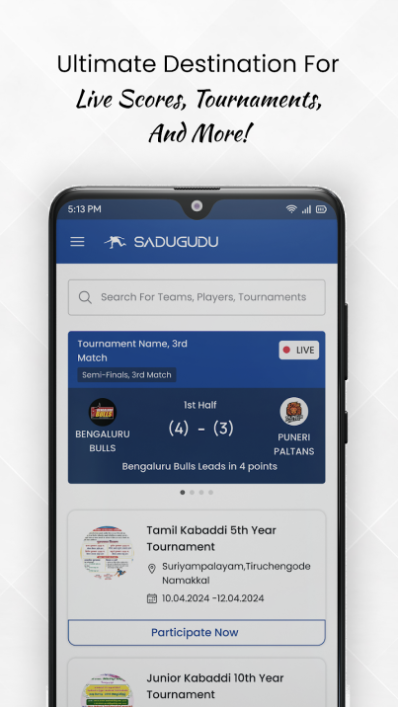 Ultimate Destination For
Live Scores, Tournaments,
And More!
5:13 PM
SADUGUDU
Search For Teams, Players, Tournaments
Tournament Name, 3rd
Match
LIVE
Semi-Finals, 3rd Match
1st Half
(4) - (3)
BENGALURU
BULLS
PUNERI
PALTANS
Bengaluru Bulls Leads in 4 points
Tamil Kabaddi 5th Year
Tournament
Suriyampalayam,Tiruchengode
Namakkal
10.04.2024 -12.04.2024
Participate Now
Junior Kabaddi 10th Year
Tournament